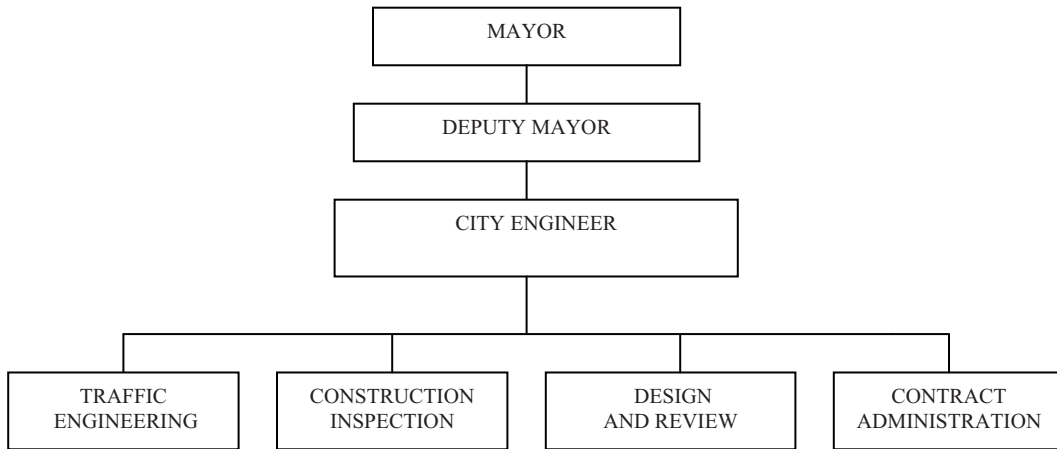 MAYOR
DEPUTY MAYOR
CITY ENGINEER
TRAFFIC
ENGINEERING
CONSTRUCTION
INSPECTION
DESIGN
AND REVIEW
CONTRACT
ADMINISTRATION